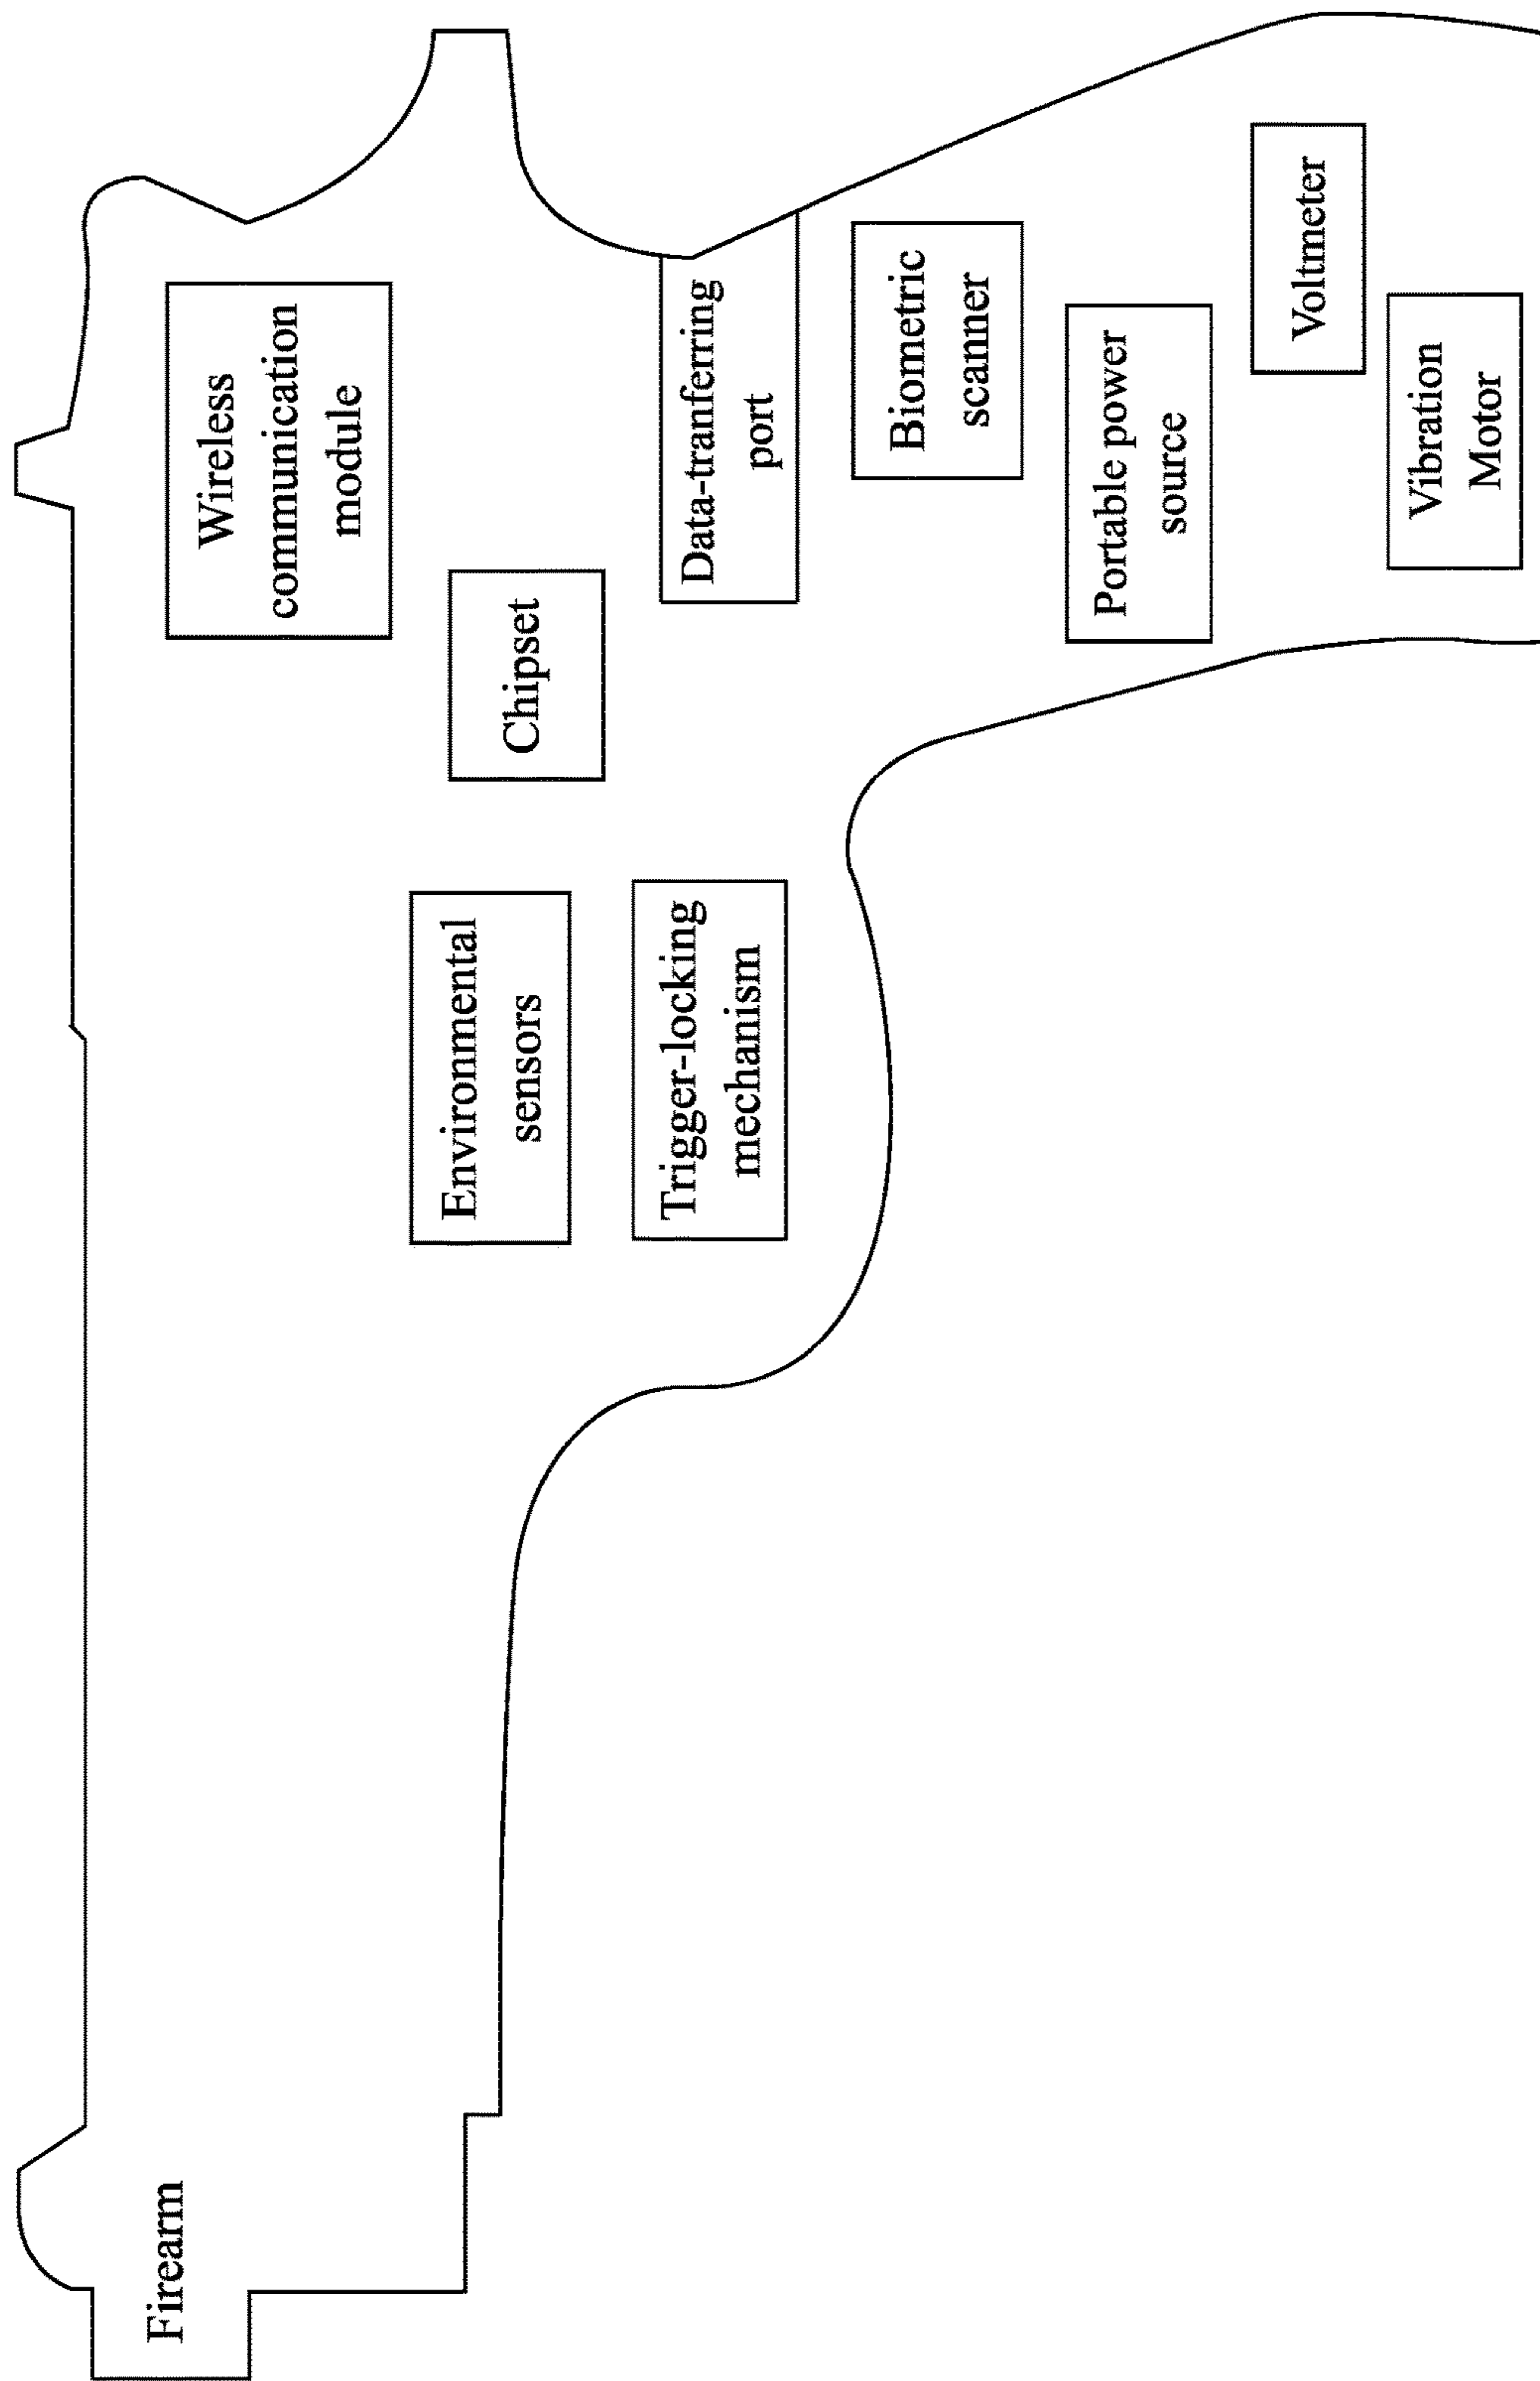 Firearm
Wireless
communication
module
Chipset
Environmental
sensors
Trigger-locking
mechanism
Data-tranferring
port
Biometric
scanner
Portable power
source
Voltmeter
Vibration
Motor